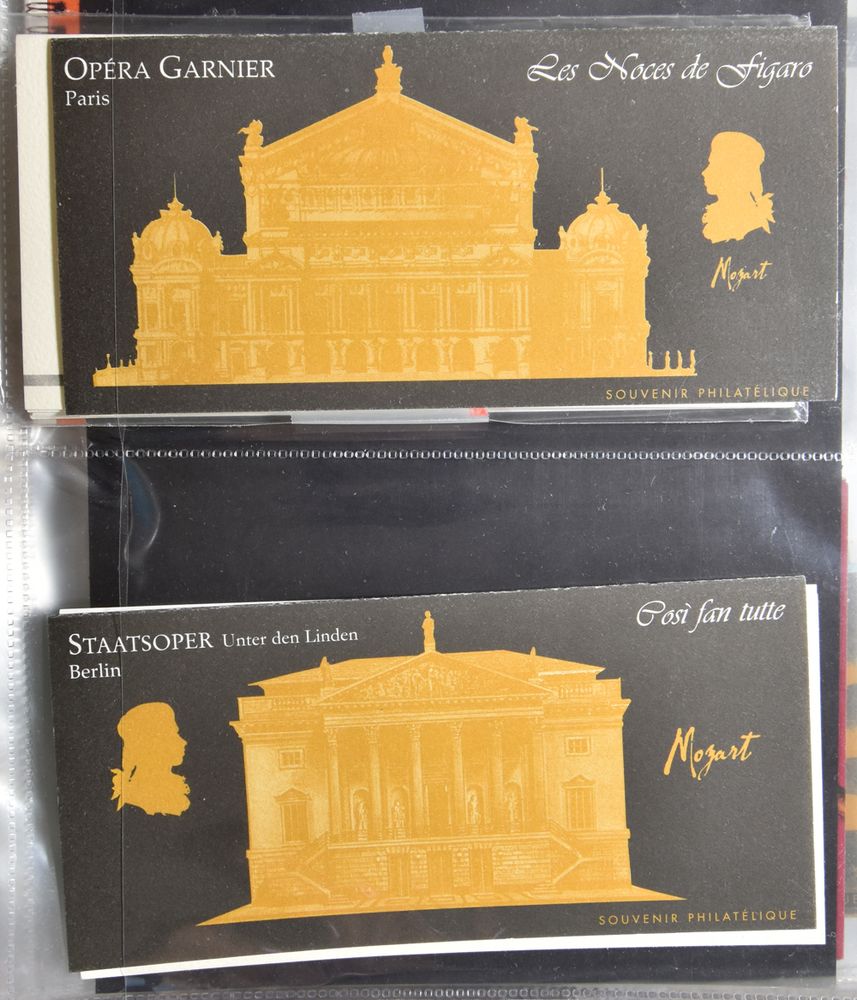 OPÉRA GARNIER
Paris
Les Noces de Figaro
Mozart
SOUVENIR PHILATÉLIQUE
STAATSOPER Unter den Linden
Berlin
Così fan tutte
Mozart
SOUVENIR PHILATÉLIQUE